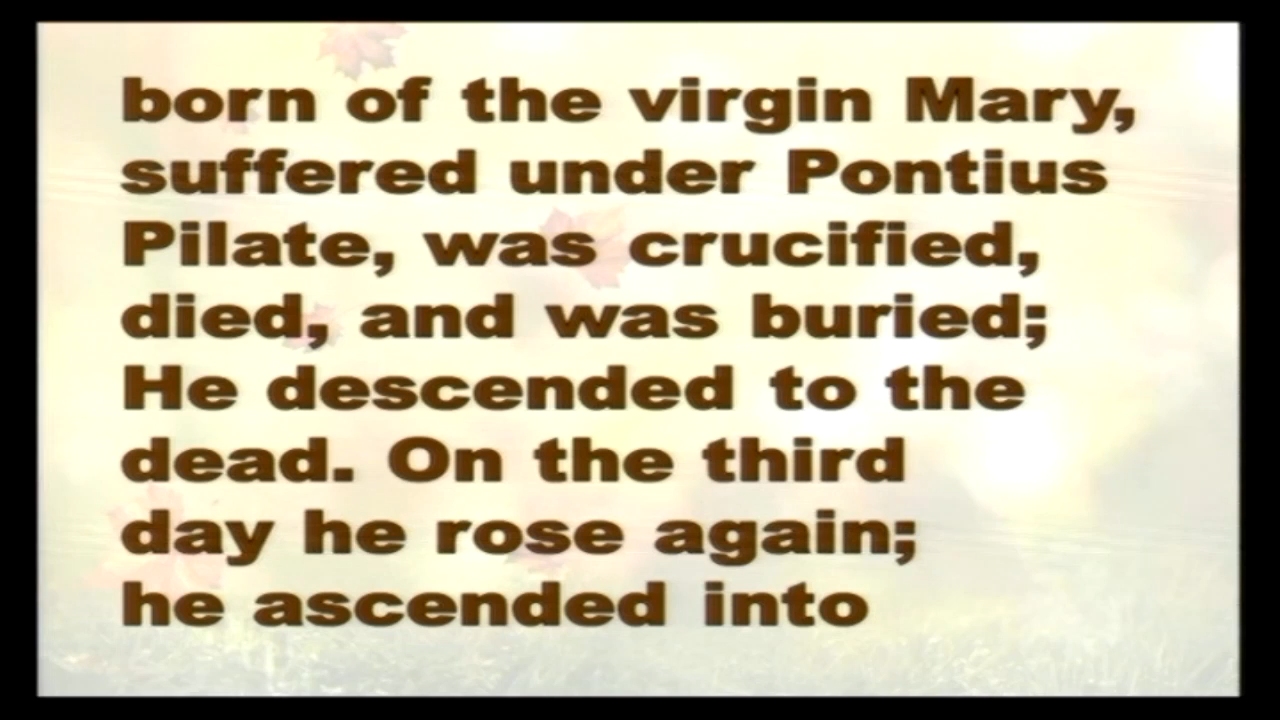 born of the virgin Mary,
suffered under Pontius
Pilate, was crucified,
died, and was buried;
He descended to the
dead. On the third
day he rose again;
he ascended into